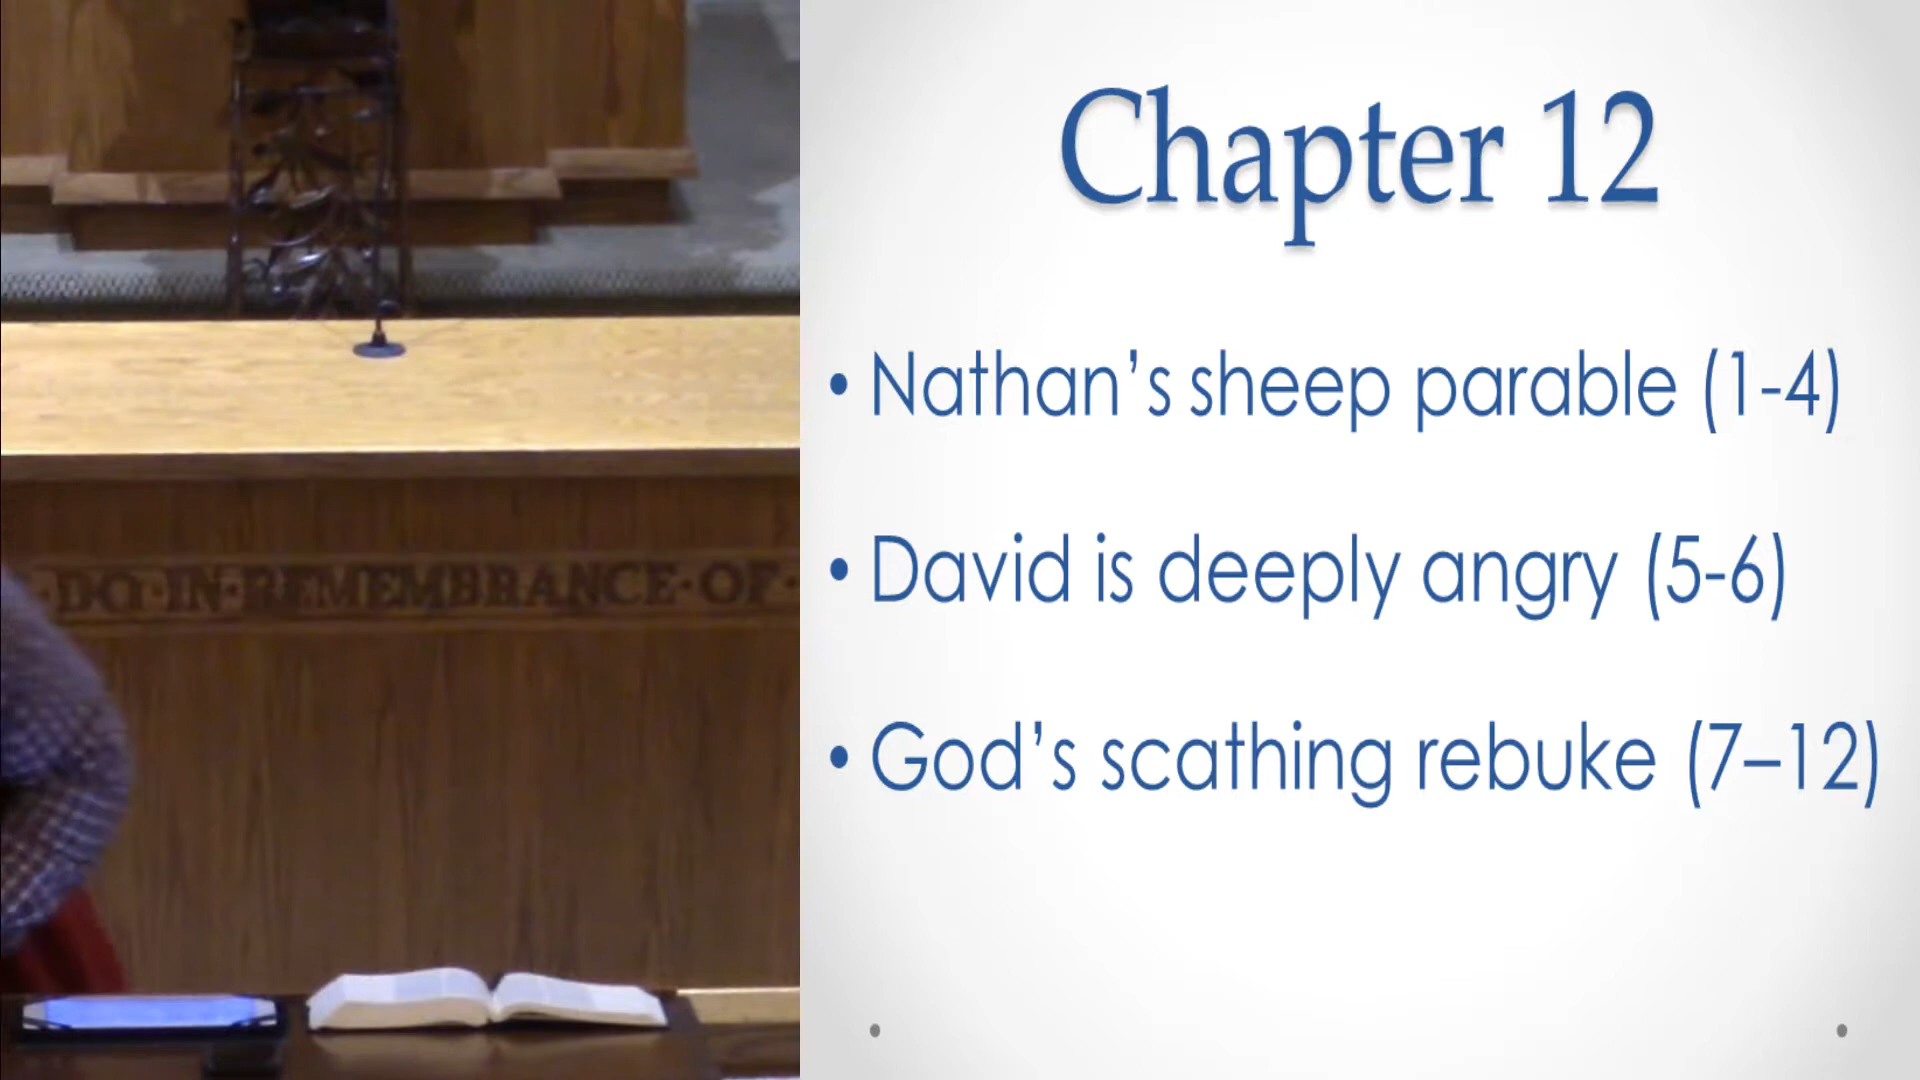 ·DO·IN·REMEMBRANCE·OF·
Chapter 12
• Nathan’s sheep parable (1-4)
• David is deeply angry (5-6)
• God’s scathing rebuke (7–12)